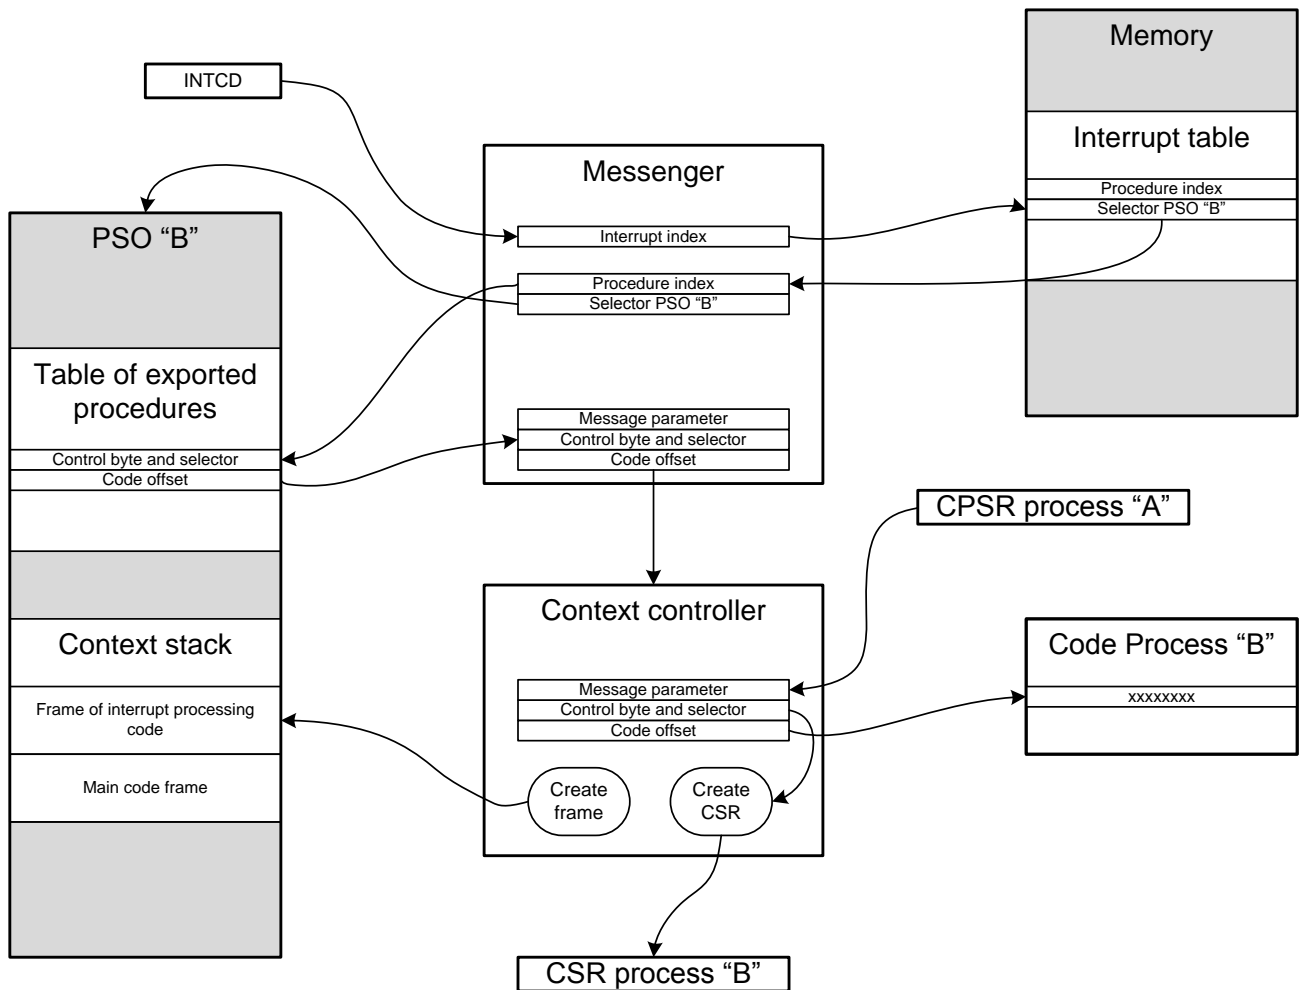 Memory
INTCD
Interrupt table
Messenger
Procedure index
Selector PSO “B”
PSO “B”
Interrupt index
Procedure index
Selector PSO “B”
Table of exported
procedures
Message parameter
Control byte and selector
Code offset
Control byte and selector
Code offset
CPSR process “A”
Context controller
Code Process “B”
Context stack
Message parameter
Control byte and selector
Code offset
xxxxxxxx
Frame of interrupt processing
code
Main code frame
Create
frame
Create
CSR
CSR process “B”